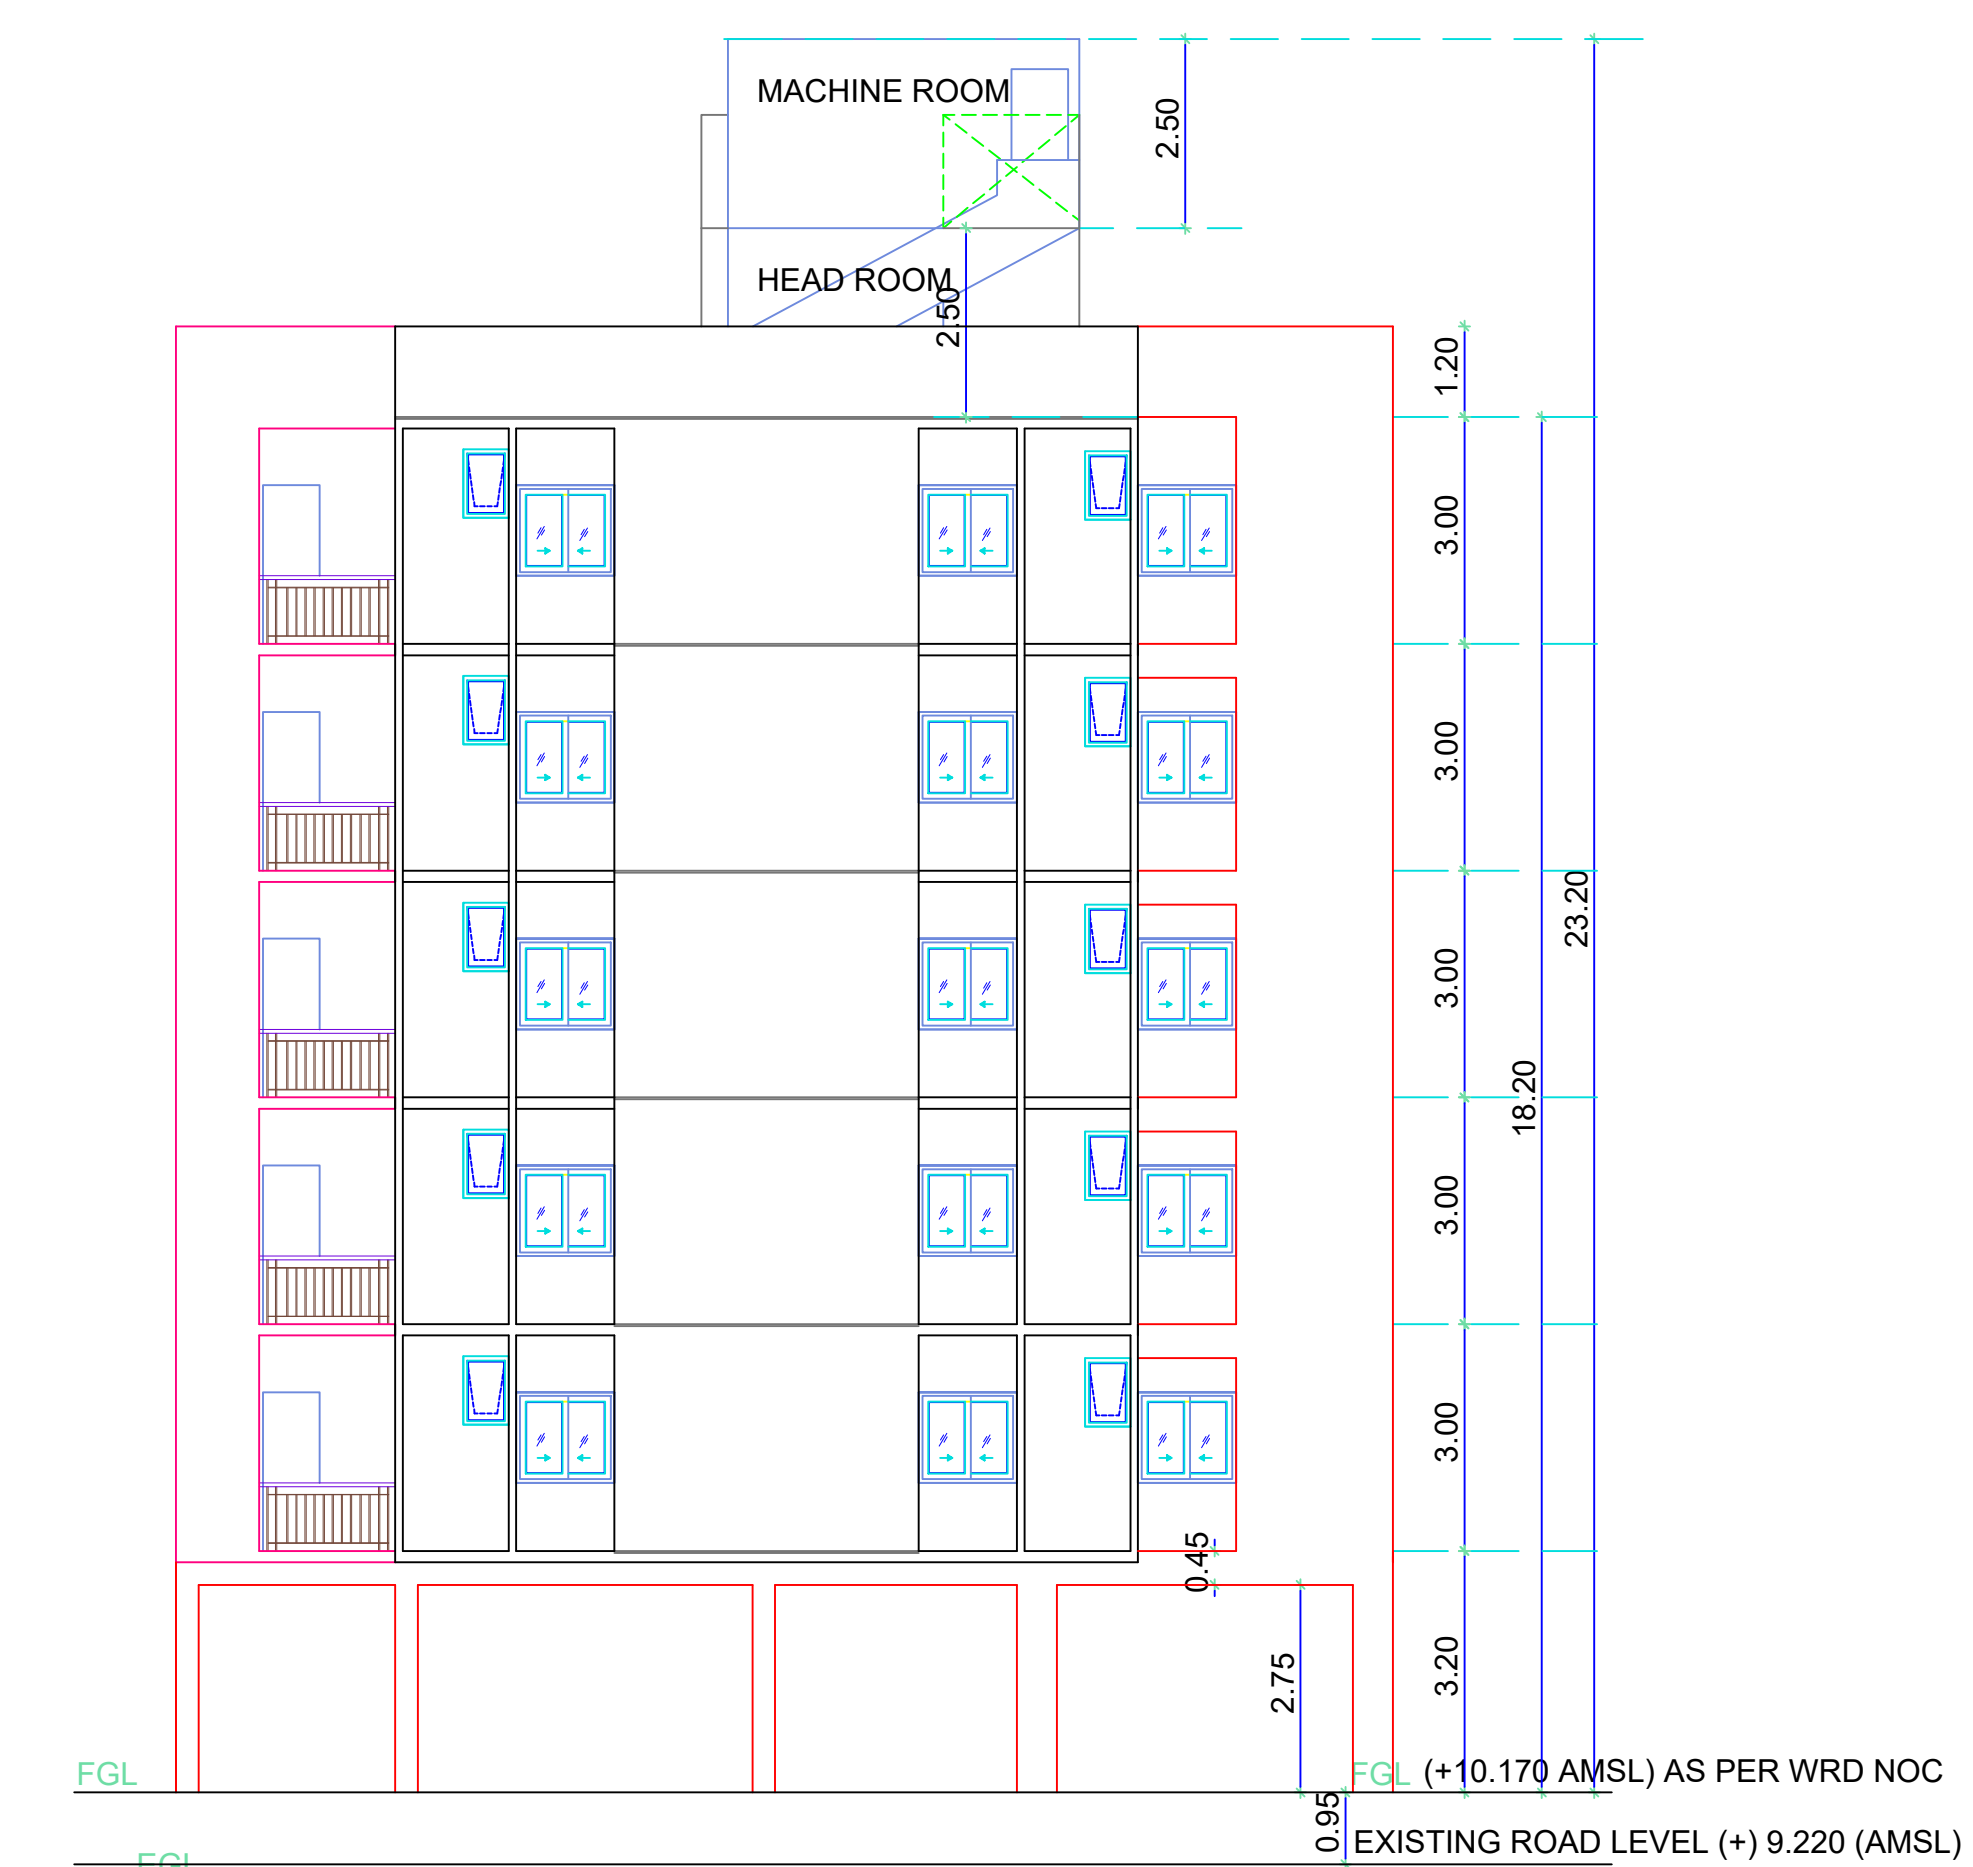 MACHINE ROOM
2.50
HEAD ROOM
2.50
1.20
3.00
3.00
23.20
3.00
18.20
3.00
3.00
0.45
3.20
2.75
FGL
FGL (+10.170 AMSL) AS PER WRD NOC
0.95
EXISTING ROAD LEVEL (+) 9.220 (AMSL)
FGL